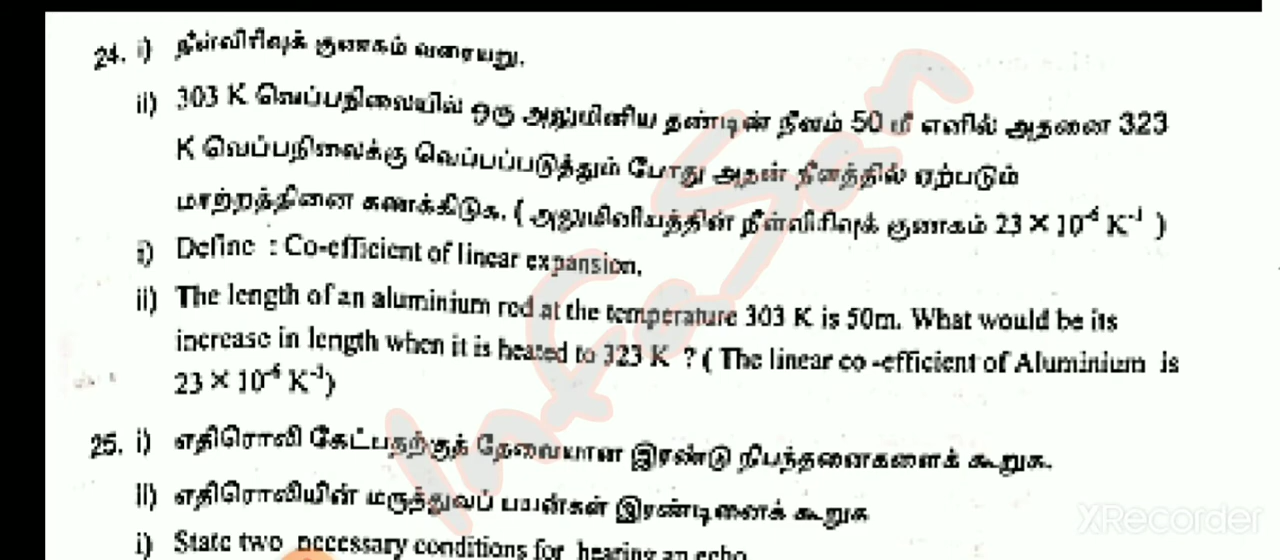 24. i) நீள்விரிவுக் குணகம் வரையறு.
ii) 303 K வெப்பநிலையில் ஒரு அலுமினிய தண்டின் நீளம் 50 மீ எனில் அதனை 323
K வெப்பநிலைக்கு வெப்பப்படுத்தும் போது அதன் நீளத்தில் ஏற்படும்
மாற்றத்தினை கணக்கிடுக. ( அலுமினியத்தின் நீள்விரிவுக் குணகம் 23 × 10⁻⁶ K⁻¹ )
i) Define : Co-efficient of linear expansion.
ii) The length of an aluminium rod at the temperature 303 K is 50m. What would be its
increase in length when it is heated to 323 K ? ( The linear co -efficient of Aluminium is
23 × 10⁻⁶ K⁻¹)
25. i) எதிரொலி கேட்பதற்குத் தேவையான இரண்டு நிபந்தனைகளைக் கூறுக.
ii) எதிரொலியின் மருத்துவப் பயன்கள் இரண்டினைக் கூறுக
i) State two necessary conditions for hearing an echo
XRecorder